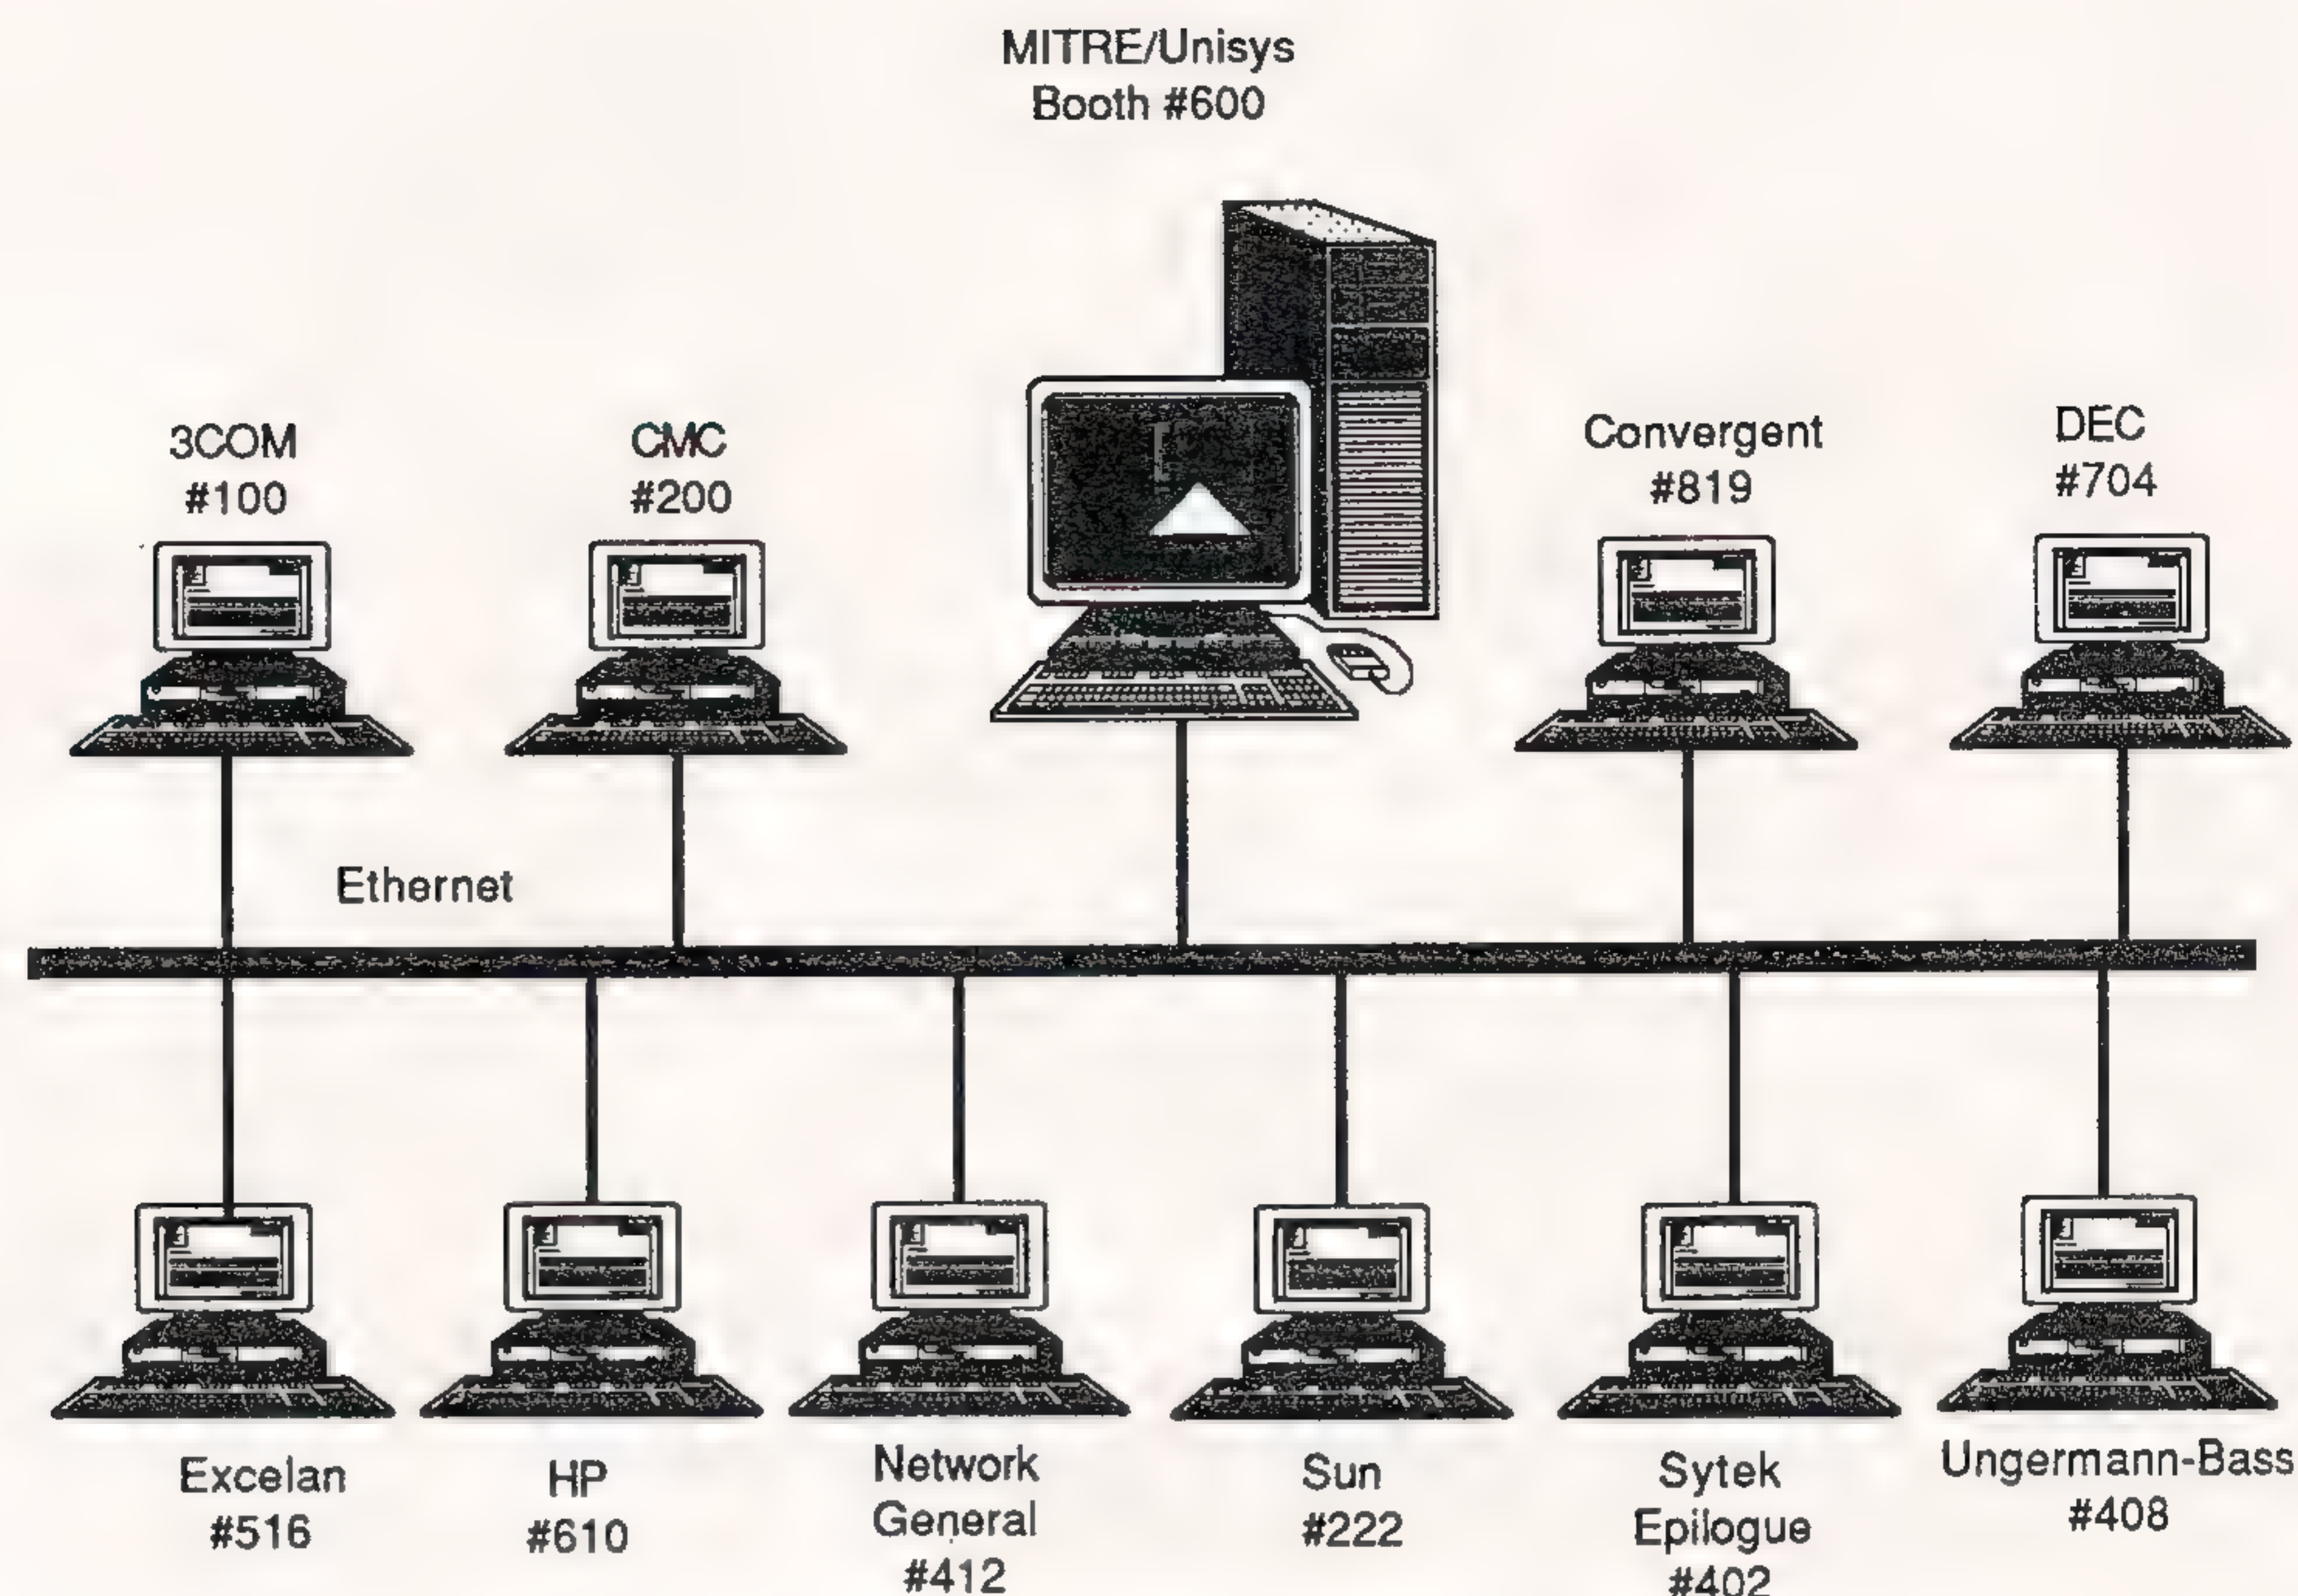 MITRE/Unisys
Booth #600
3COM
#100
CMC
#200
Convergent
#819
DEC
#704
Ethernet
Excelan
#516
HP
#610
Network
General
#412
Sun
#222
Sytek
Epilogue
#402
Ungermann-Bass
#408